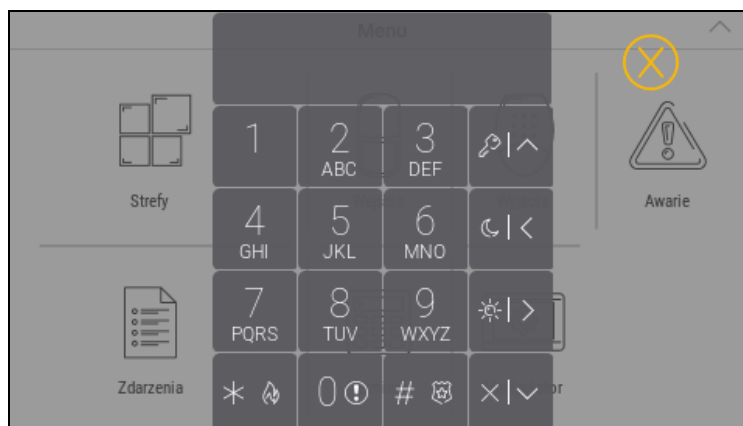 Menu
1
2
3
ABC
DEF
Strefy
Awarie
4
5
6
GHI
JKL
MNO
7
8
9
PQRS
TUV
WXYZ
Zdarzenia
*
0
#